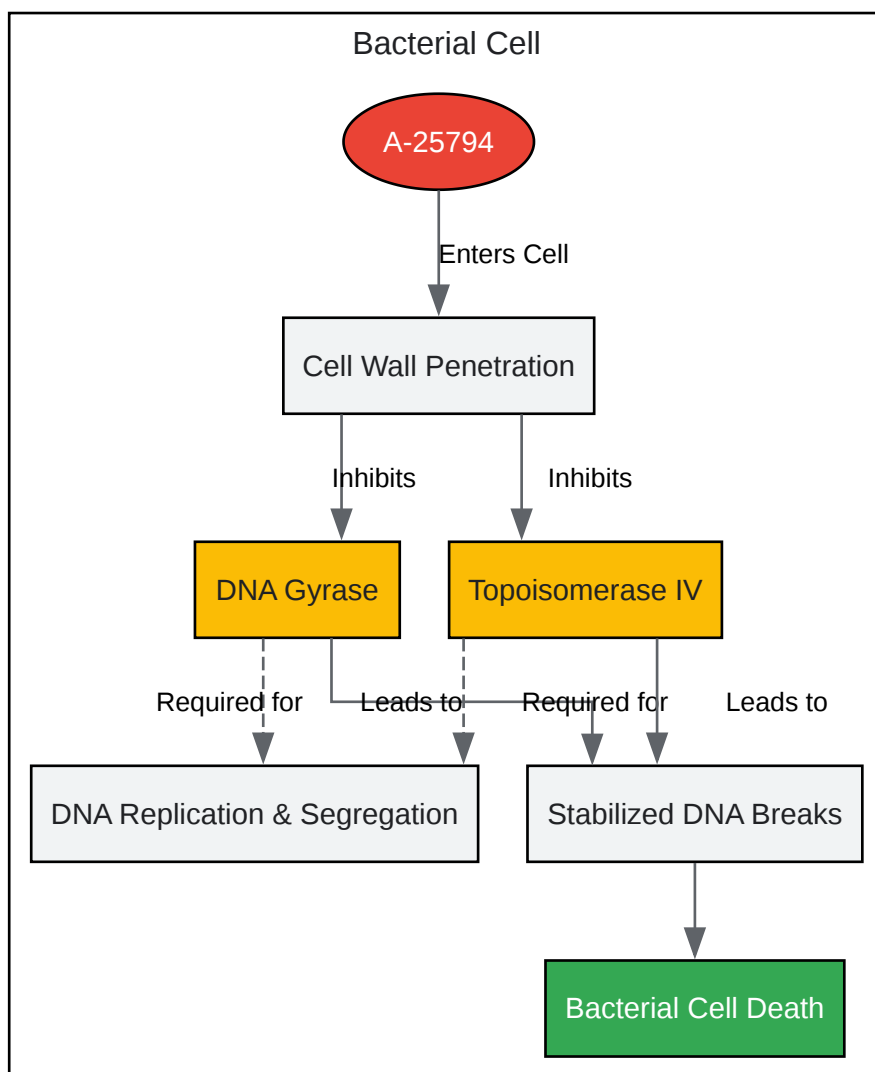 Bacterial Cell
A-25794
Enters Cell
Cell Wall Penetration
Inhibits
Inhibits
DNA Gyrase
Topoisomerase IV
Required for
Leads to
Required for
Leads to
DNA Replication & Segregation
Stabilized DNA Breaks
Bacterial Cell Death